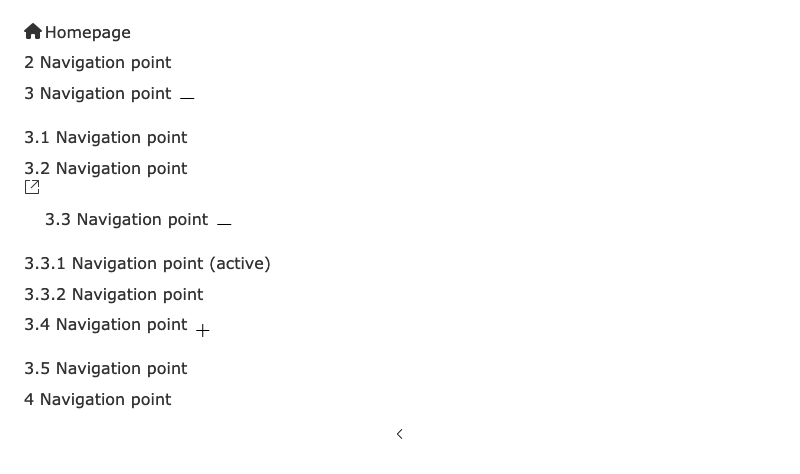 Homepage
2 Navigation point
3 Navigation point
3.1 Navigation point
3.2 Navigation point
3.3 Navigation point
3.3.1 Navigation point (active)
3.3.2 Navigation point
3.4 Navigation point
3.5 Navigation point
4 Navigation point